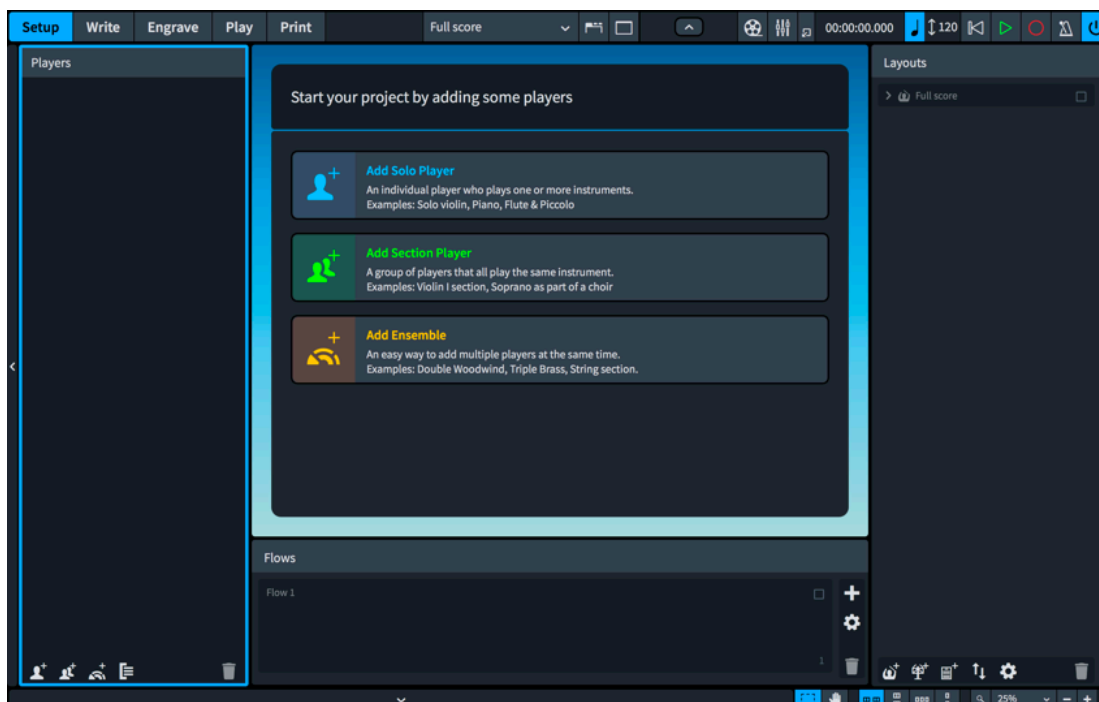 Setup Write Engrave Play Print Full score 00:00:00.000 120
Players
Start your project by adding some players
Add Solo Player
An individual player who plays one or more instruments.
Examples: Solo violin, Piano, Flute & Piccolo
Add Section Player
A group of players that all play the same instrument.
Examples: Violin I section, Soprano as part of a choir
Add Ensemble
An easy way to add multiple players at the same time.
Examples: Double Woodwind, Triple Brass, String section.
Flows
Flow 1
1
Layouts
Full score
25%